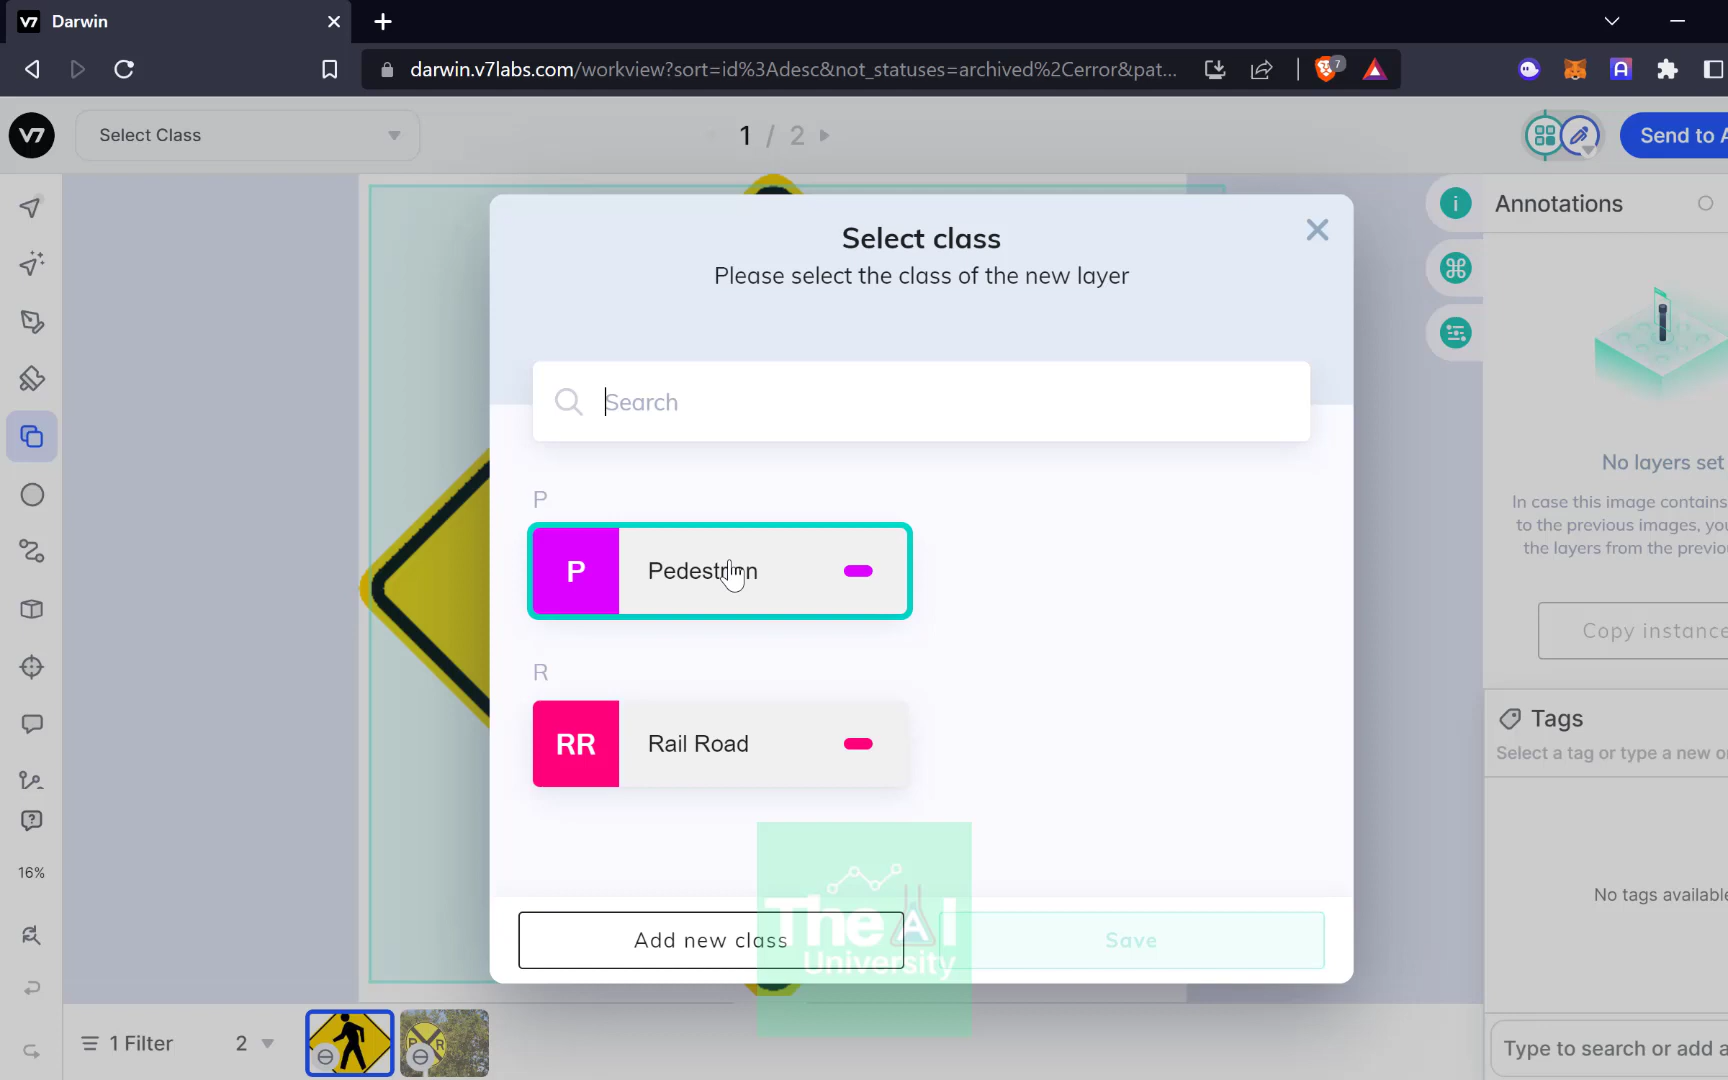 V7 Darwin
darwin.v7labs.com/workview?sort=id%3Adesc&not_statuses=archived%2Cerror&pat...
7
V7
Select Class
1 / 2
Send to A
Annotations
Select class
Please select the class of the new layer
Search
P
P
Pedestrian
R
RR
Rail Road
Add new class
Save
No layers set
In case this image contains
to the previous images, you
the layers from the previo
Copy instance
Tags
Select a tag or type a new o
No tags available
Type to search or add a
16%
1 Filter
2
The AI
University